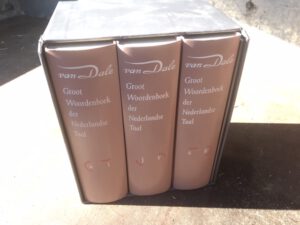 van Dale
Groot
Woordenboek
der
Nederlandse
Taal
van Dale
Groot
Woordenboek
der
Nederlandse
Taal
van Dale
Groot
Woordenboek
der
Nederlandse
Taal